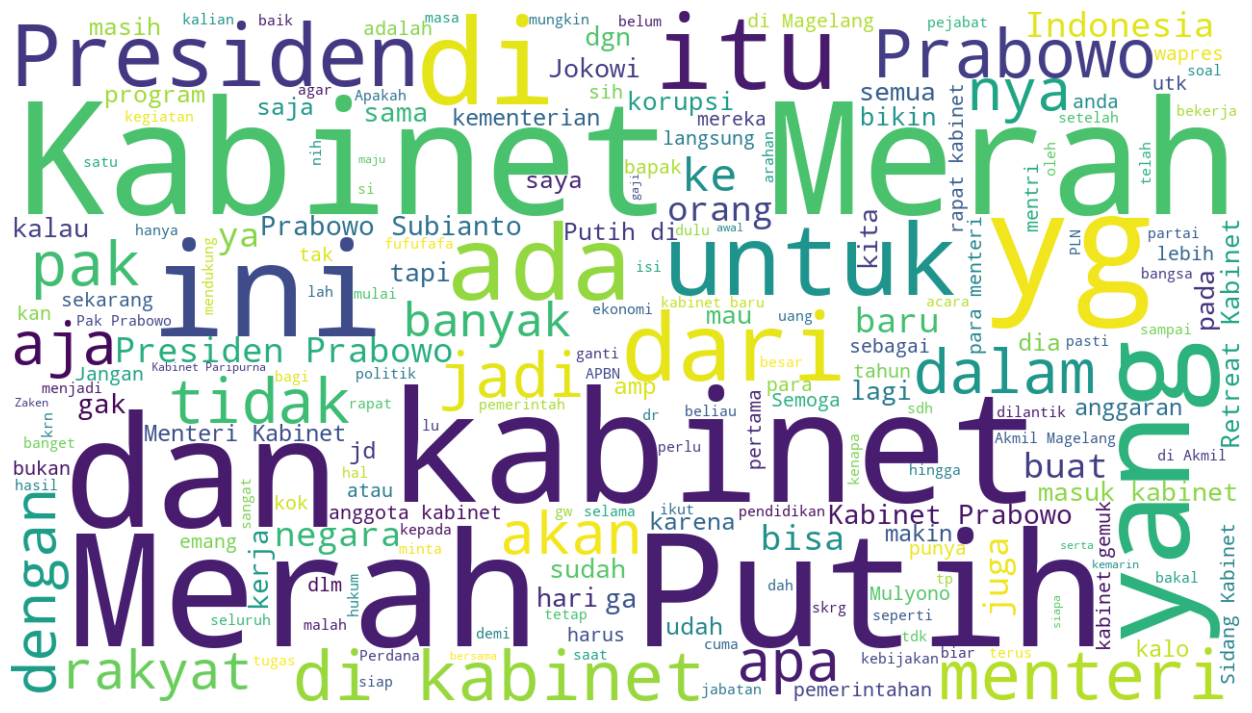 masih
kalian
baik
adalah
masa
mungkin
belum
di Magelang
pejabat
Indonesia
Presiden
di
itu
dgn
Jokowi
Prabowo
wapres
soal
program
agar
Apakah
saja
sama
sih
korupsi
semua
nya
utk
anda
kegiatan
kementerian
mereka
bikin
setelah
bekerja
Kabinet Merah
satu
nih
maju
si
langsung
bapak
saya
gaji
ke
orang
arahan
rapat kabinet
mentri
oleh
telah
kalau
hanya
ya
Prabowo Subianto
fufufafa
Putih di
dulu
awal
kita
yg
PLN
partai
lebih
bangsa
pak
ini
mendukung
tak
lah
tapi
mulai
ada
isi
untuk
para menteri
acara
pada
Retreat Kabinet
sekarang
kan
Pak Prabowo
banyak
ekonomi
kabinet baru
uang
mau
baru
dia
sampai
pasti
aja
Presiden Prabowo
Kabinet Paripurna
jadi
ganti
APBN
dari
besar
sebagai
tahun
dalam
yang
menjadi
Jangan
bagi
politik
pemerintah
amp
para
Semoga
lagi
anggaran
Zaken
gak
tidak
rapat
krn
banget
Menteri Kabinet
lu
dr
beliau
perlu
pertama
sdh
dilantik
Akmil Magelang
di Akmil
jd
bukan
dan
kabinet
hal
kenapa
hingga
buat
hasil
sangat
kok
atau
masuk kabinet
dengan
anggota kabinet
gw
selama
ikut
pendidikan
Kabinet Prabowo
makin
gemuk
emang
negara
kepada
akan
karena
bisa
punya
serta
kemarin
kerja
minta
sudah
juga
kabinet
bakal
Merah Putih
dlm
hukum
hari
ga
dah
Mulyono
tp
siapa
Sidang Kabinet
seluruh
malah
tetap
skrg
seperti
demi
harus
udah
cuma
tdk
kalo
rakyat
tugas
Perdana
bersama
saat
apa
kebijakan
biar
terus
siap
di kabinet
jabatan
pemerintahan
menteri